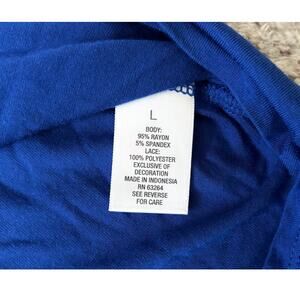 L
BODY:
95% RAYON
5% SPANDEX
LACE:
100% POLYESTER
EXCLUSIVE OF
DECORATION
MADE IN INDONESIA
RN 63264
SEE REVERSE
FOR CARE